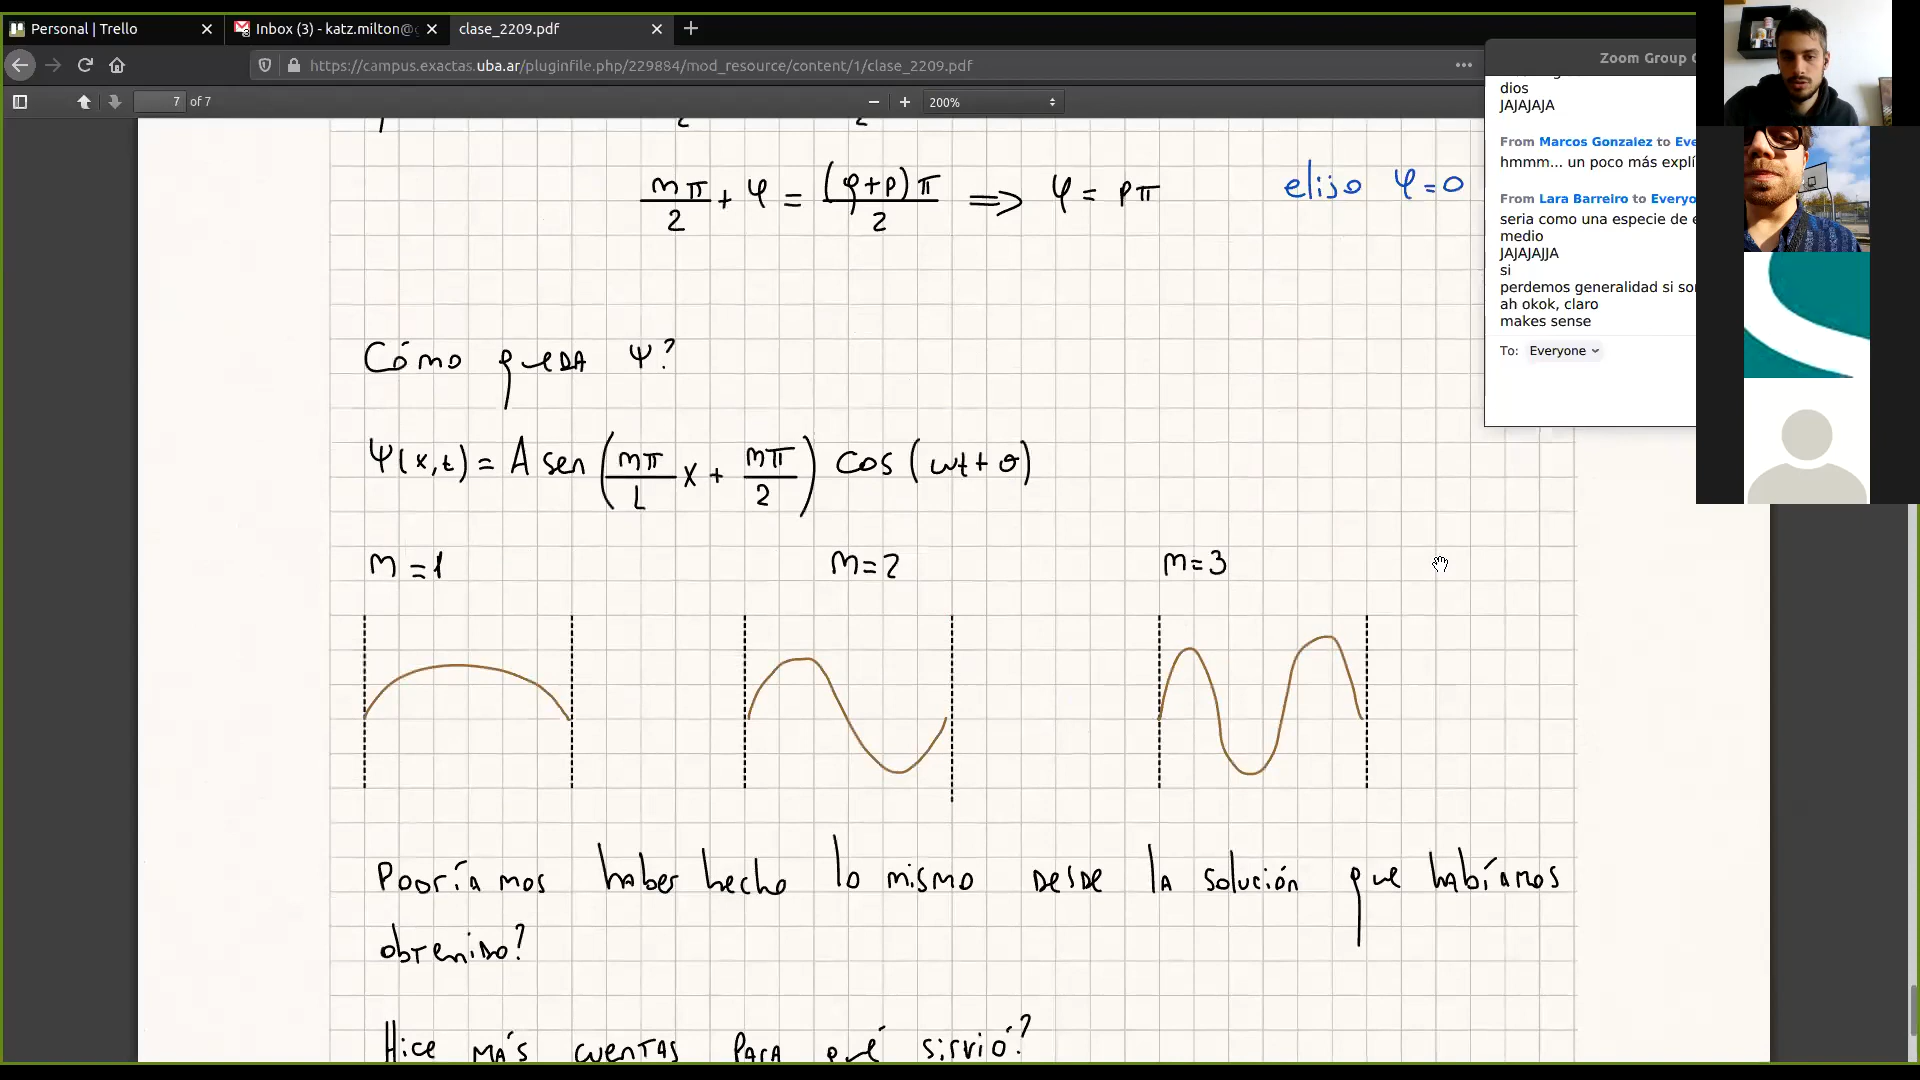 Personal | Trello
Inbox (3) - katz.milton@
clase_2209.pdf
https://campus.exactas.uba.ar/pluginfile.php/229884/mod_resource/content/1/clase_2209.pdf
7 of 7
200%
Zoom Group
dios
JAJAJAJA
From Marcos Gonzalez to Eve
hmmm... un poco más explí
From Lara Barreiro to Everyo
seria como una especie de
medio
JAJAJAJJA
si
perdemos generalidad si
ah okok, claro
makes sense
To: Everyone
mπ/2 + φ = (q+p)π/2 ⟹ φ = pπ
elijo φ=0
Cómo queda Ψ?
Ψ(x,t) = A sen(mπ/L x + mπ/2) cos(ωt+θ)
m=1
m=2
m=3
Podríamos haber hecho lo mismo desde la solución que habíamos
obtenido?
Hice más cuentas para qué sirvió?